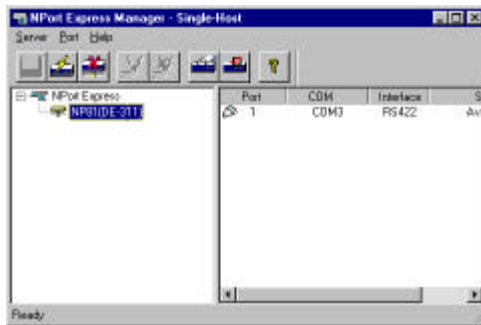 NPort Express Manager - Single-Host
Server Port Help
NPort Express
NP81(DE-311)
Port COM Interface S
1 COM3 RS422 Av
Ready